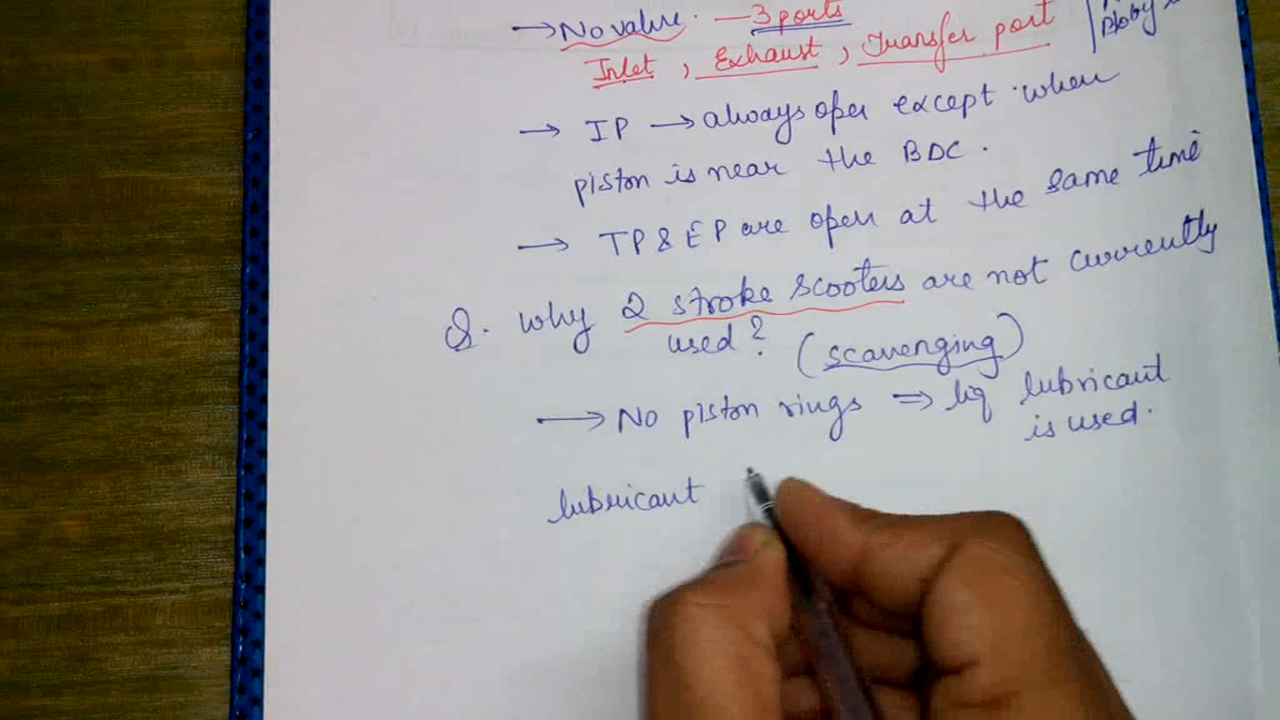 → No valve. — 3 ports
Inlet, Exhaust, Transfer port
→ IP → always open except when
piston is near the BDC.
→ TP & EP are open at the same time
Q. Why 2 stroke scooters are not currently
used? (scavenging)
→ No piston rings ⇒ liq lubricant
is used.
lubricant